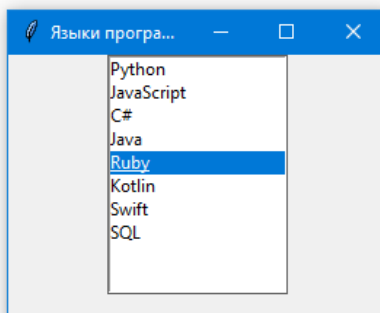 Языки програ...
Python
JavaScript
C#
Java
Ruby
Kotlin
Swift
SQL